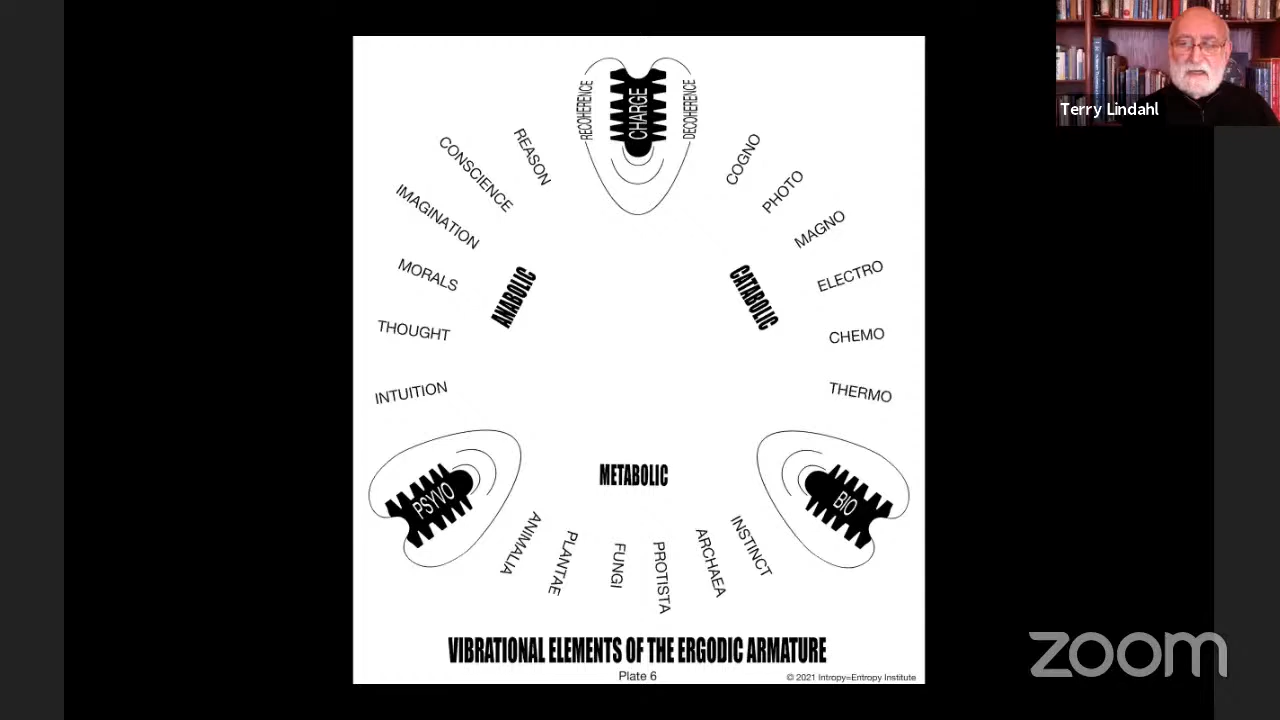 Terry Lindahl
RECOHERENCE
CHARGE
DECOHERENCE
REASON
CONSCIENCE
IMAGINATION
MORALS
THOUGHT
INTUITION
ANABOLIC
COGNO
PHOTO
MAGNO
ELECTRO
CHEMO
THERMO
CATABOLIC
METABOLIC
PSYVO
BIO
ANIMALIA
PLANTAE
FUNGI
PROTISTA
ARCHAEA
INSTINCT
VIBRATIONAL ELEMENTS OF THE ERGODIC ARMATURE
Plate 6
© 2021 Intropy=Entropy Institute
zoom